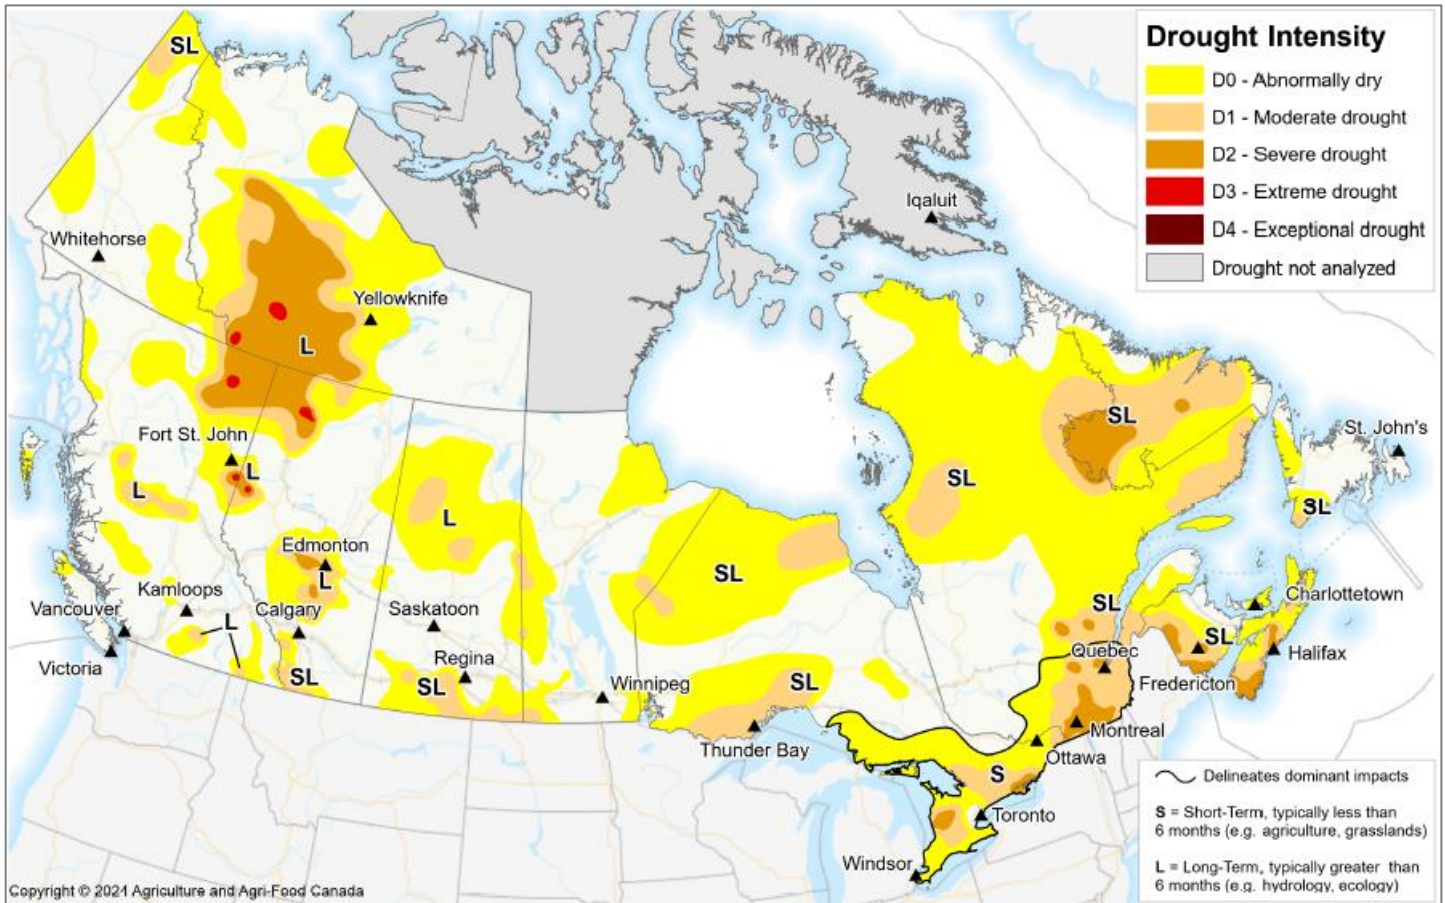 Drought Intensity
D0 - Abnormally dry
D1 - Moderate drought
D2 - Severe drought
D3 - Extreme drought
D4 - Exceptional drought
Drought not analyzed
SL
Iqaluit
Whitehorse
Yellowknife
L
SL
St. John's
Fort St. John
L
L
SL
SL
L
Edmonton
L
SL
Kamloops
Vancouver
Calgary
Saskatoon
SL
Charlottetown
L
SL
Victoria
Regina
Quebec
Halifax
SL
SL
Winnipeg
SL
Fredericton
Thunder Bay
Montreal
Ottawa
S
Toronto
Windsor
Delineates dominant impacts
S = Short-Term, typically less than
6 months (e.g. agriculture, grasslands)
L = Long-Term, typically greater than
6 months (e.g. hydrology, ecology)
Copyright © 2024 Agriculture and Agri-Food Canada